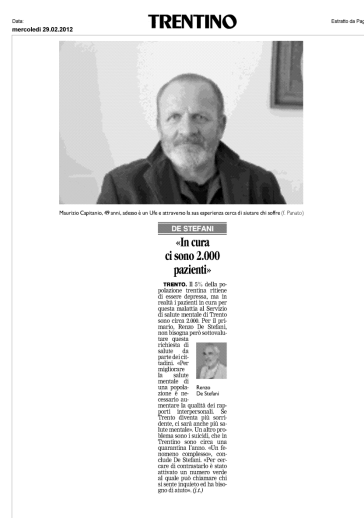 Data:
mercoledì 29.02.2012
TRENTINO
Estratto da Pag
Maurizio Capitanio, 49 anni, adesso è un Ufe e attraverso la sua esperienza cerca di aiutare chi soffre (f. Panato)
DE STEFANI
«In cura
ci sono 2.000
pazienti»
TRENTO. Il 5% della po-
polazione trentina ritiene
di essere depressa, ma in
realtà i pazienti in cura per
questa malattia al Servizio
di salute mentale di Trento
sono circa 2.000. Per il pri-
mario, Renzo De Stefani,
non bisogna però sottovalu-
tare questa
richiesta di
salute da
parte dei cit-
tadini. «Per
migliorare
la salute
mentale di
una popola-
zione è ne-
cessario au-
mentare la qualità dei rap-
porti interpersonali. Se
Trento diventa più sorri-
dente, ci sarà anche più sa-
lute mentale». Un altro pro-
blema sono i suicidi, che in
Trentino sono circa una
quarantina l'anno. «Un fe-
nomeno complesso», con-
clude De Stefani. «Per cer-
care di contrastarlo è stato
attivato un numero verde
al quale può chiamare chi
si sente inquieto ed ha biso-
gno di aiuto». (j.t.)
Renzo
De Stefani